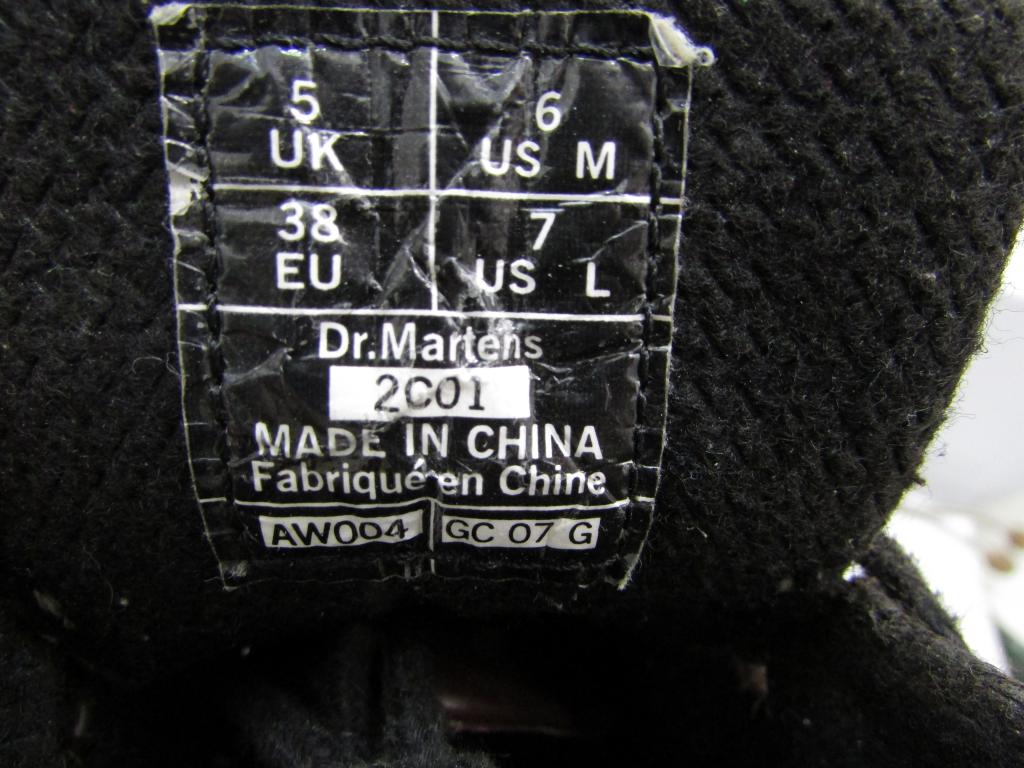 5
UK
6
US M
38
EU
7
US L
Dr.Martens
2C01
MADE IN CHINA
Fabriqué en Chine
AW004
GC 07 G